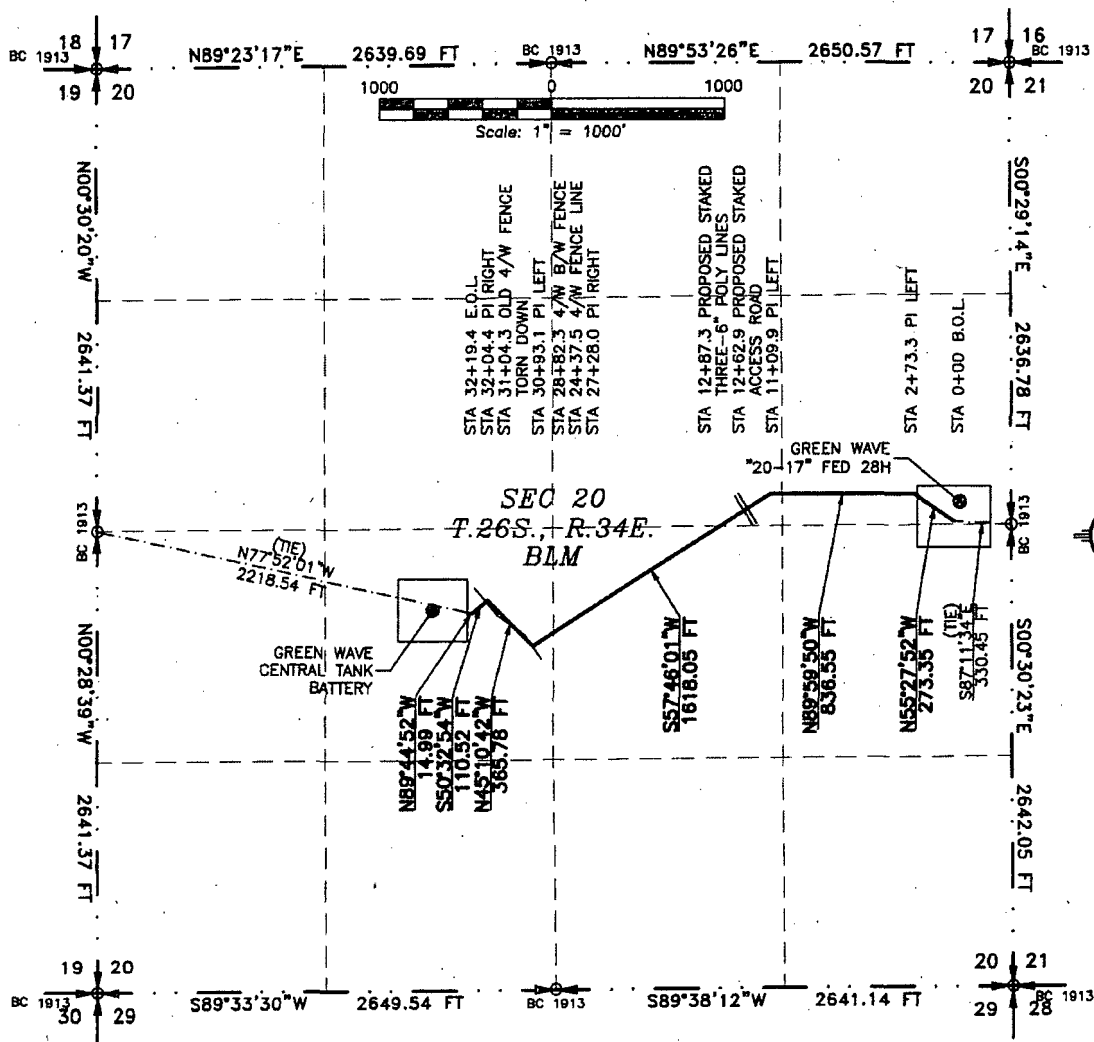 18 17
N89°23'17"E 2639.69 FT
BC 1913
N89°53'26"E 2650.57 FT
17 16
BC 1913
BC 1913
19 20
20 21
1000 0 1000
Scale: 1" = 1000'
N00°30'20"W 2641.37 FT
S00°29'14"E 2636.78 FT
STA 32+19.4 E.O.L.
STA 32+04.4 PI RIGHT
STA 31+04.3 OLD 4/W FENCE
TORN DOWN
STA 30+93.1 PI LEFT
STA 28+82.3 4/W B/W FENCE
STA 24+37.5 4/W FENCE LINE
STA 27+28.0 PI RIGHT
STA 12+87.3 PROPOSED STAKED
THREE-6" POLY LINES
STA 12+62.9 PROPOSED STAKED
ACCESS ROAD
STA 11+09.9 PI LEFT
STA 2+73.3 PI LEFT
STA 0+00 B.O.L.
GREEN WAVE
"20-17" FED 28H
SEC 20
T.26S., R.34E.
BLM
BC 1913
BC 1913
(TIE)
N77°52'01"W
2218.54 FT
GREEN WAVE
CENTRAL TANK
BATTERY
N89°44'52"W
14.99 FT
S50°32'54"W
110.52 FT
N45°10'42"W
365.78 FT
S57°46'01"W
1618.05 FT
N89°59'50"W
836.55 FT
N55°27'52"W
273.35 FT
(TIE)
S87°11'34"E
330.45 FT
N00°28'39"W 2641.37 FT
S00°30'23"E 2642.05 FT
19 20
BC 1913
30 29
S89°33'30"W 2649.54 FT
BC 1913
S89°38'12"W 2641.14 FT
20 21
BC 1913
29 28